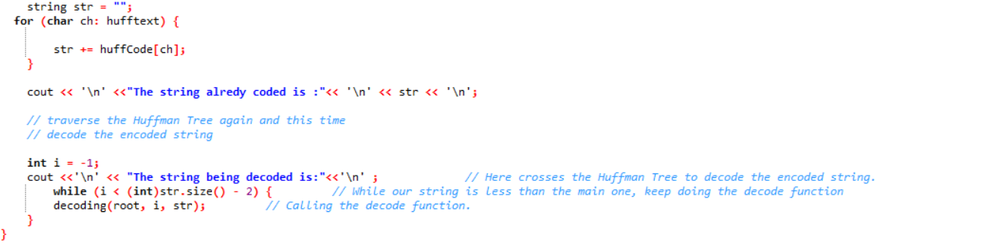 string str = "";
for (char ch: hufftext) {
str += huffCode[ch];
}
cout << '\n' <<"The string alredy coded is :"<< '\n' << str << '\n';
// traverse the Huffman Tree again and this time
// decode the encoded string
int i = -1;
cout <<'\n' << "The string being decoded is:"<<'\n' ; // Here crosses the Huffman Tree to decode the encoded string.
while (i < (int)str.size() - 2) { // While our string is less than the main one, keep doing the decode function
decoding(root, i, str); // Calling the decode function.
}
}